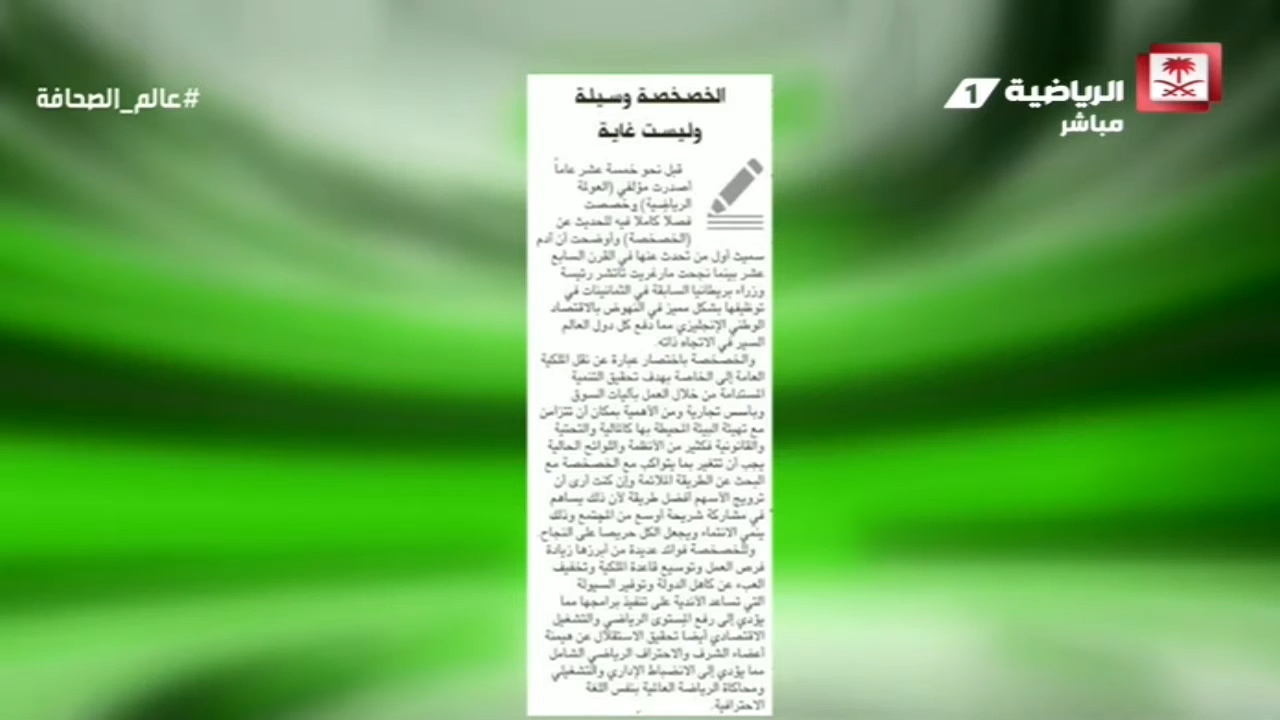 #عالم_الصحافة
الرياضية 1
مباشر
الخصخصة وسيلة
وليست غاية
قبل نحو خمسة عشر عاماً
أصدرت مؤلفي (العولمة
الرياضية) وخصصت
فصلا كاملا فيه للحديث عن
(الخصخصة) وأوضحت أن آدم
سميث أول من تحدث عنها في القرن السابع
عشر بينما نجحت مارغريت تاتشر رئيسة
وزراء بريطانيا السابقة في الثمانينات في
توظيفها بشكل مميز في النهوض بالاقتصاد
الوطني الإنجليزي مما دفع كل دول العالم
السير في الاتجاه ذاته.
والخصخصة باختصار عبارة عن نقل الملكية
العامة إلى الخاصة بهدف تحقيق التنمية
المستدامة من خلال العمل بآليات السوق
وبأسس تجارية ومن الأهمية بمكان أن تتزامن
مع تهيئة البيئة المحيطة بها كالمالية والتحتية
والقانونية فكثير من الأنظمة واللوائح الحالية
يجب أن تتغير بما يتواكب مع الخصخصة مع
البحث عن الطريقة الملائمة وإن كنت أرى أن
ترويج الأسهم أفضل طريقة لأن ذلك يساهم
في مشاركة شريحة أوسع من المجتمع وذلك
ينمي الانتماء ويجعل الكل حريصا على النجاح.
وللخصخصة فوائد عديدة من أبرزها زيادة
فرص العمل وتوسيع قاعدة الملكية وتخفيف
العبء عن كاهل الدولة وتوفير السيولة
التي تساعد الأندية على تنفيذ برامجها مما
يؤدي إلى رفع المستوى الرياضي والتشغيل
الاقتصادي أيضا تحقيق الاستقلال عن هيمنة
أعضاء الشرف والاحتراف الرياضي الشامل
مما يؤدي إلى الانضباط الإداري والتشغيلي
ومحاكاة الرياضة العالمية بنفس اللغة
الاحترافية.